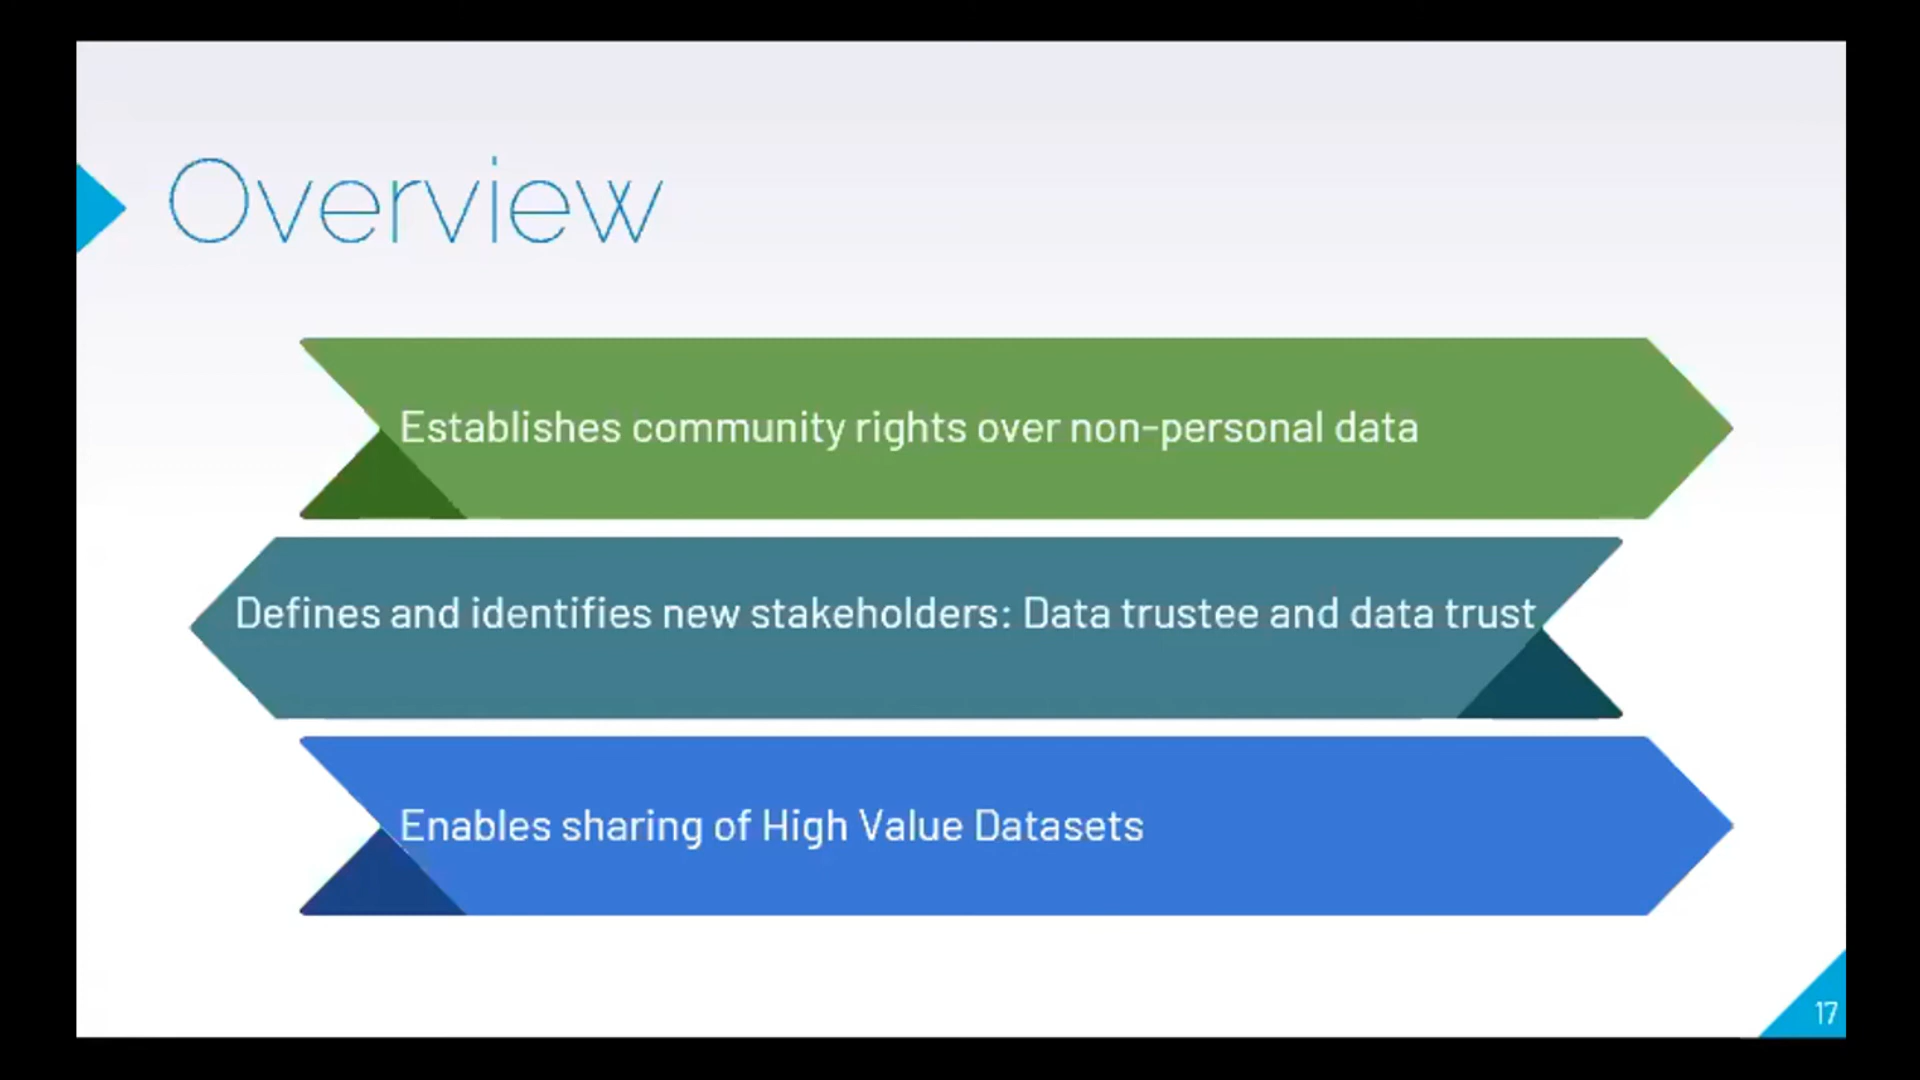 Overview
Establishes community rights over non-personal data
Defines and identifies new stakeholders: Data trustee and data trust
Enables sharing of High Value Datasets
17